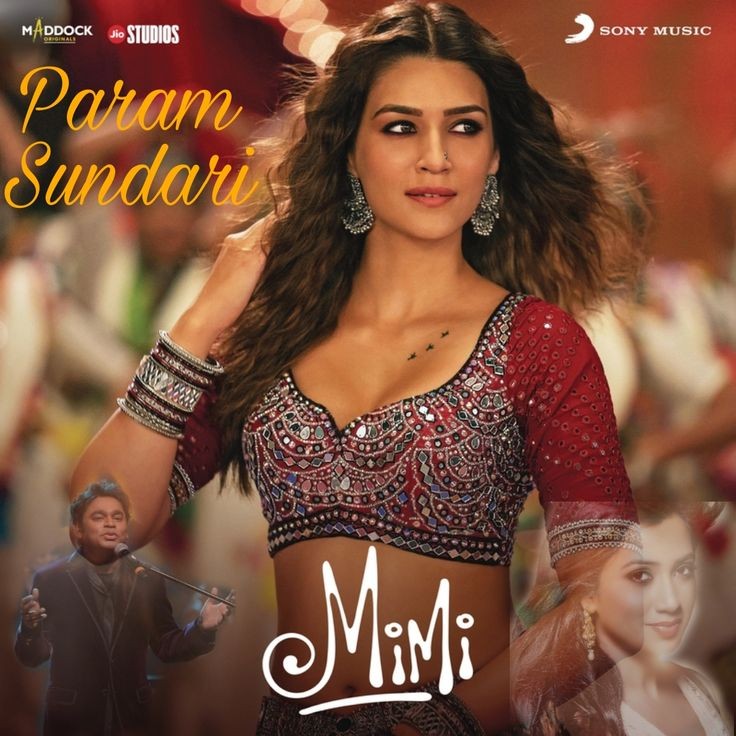 MADDOCK
ORIGINALS
Jio STUDIOS
SONY MUSIC
Param
Sundari
MiMi